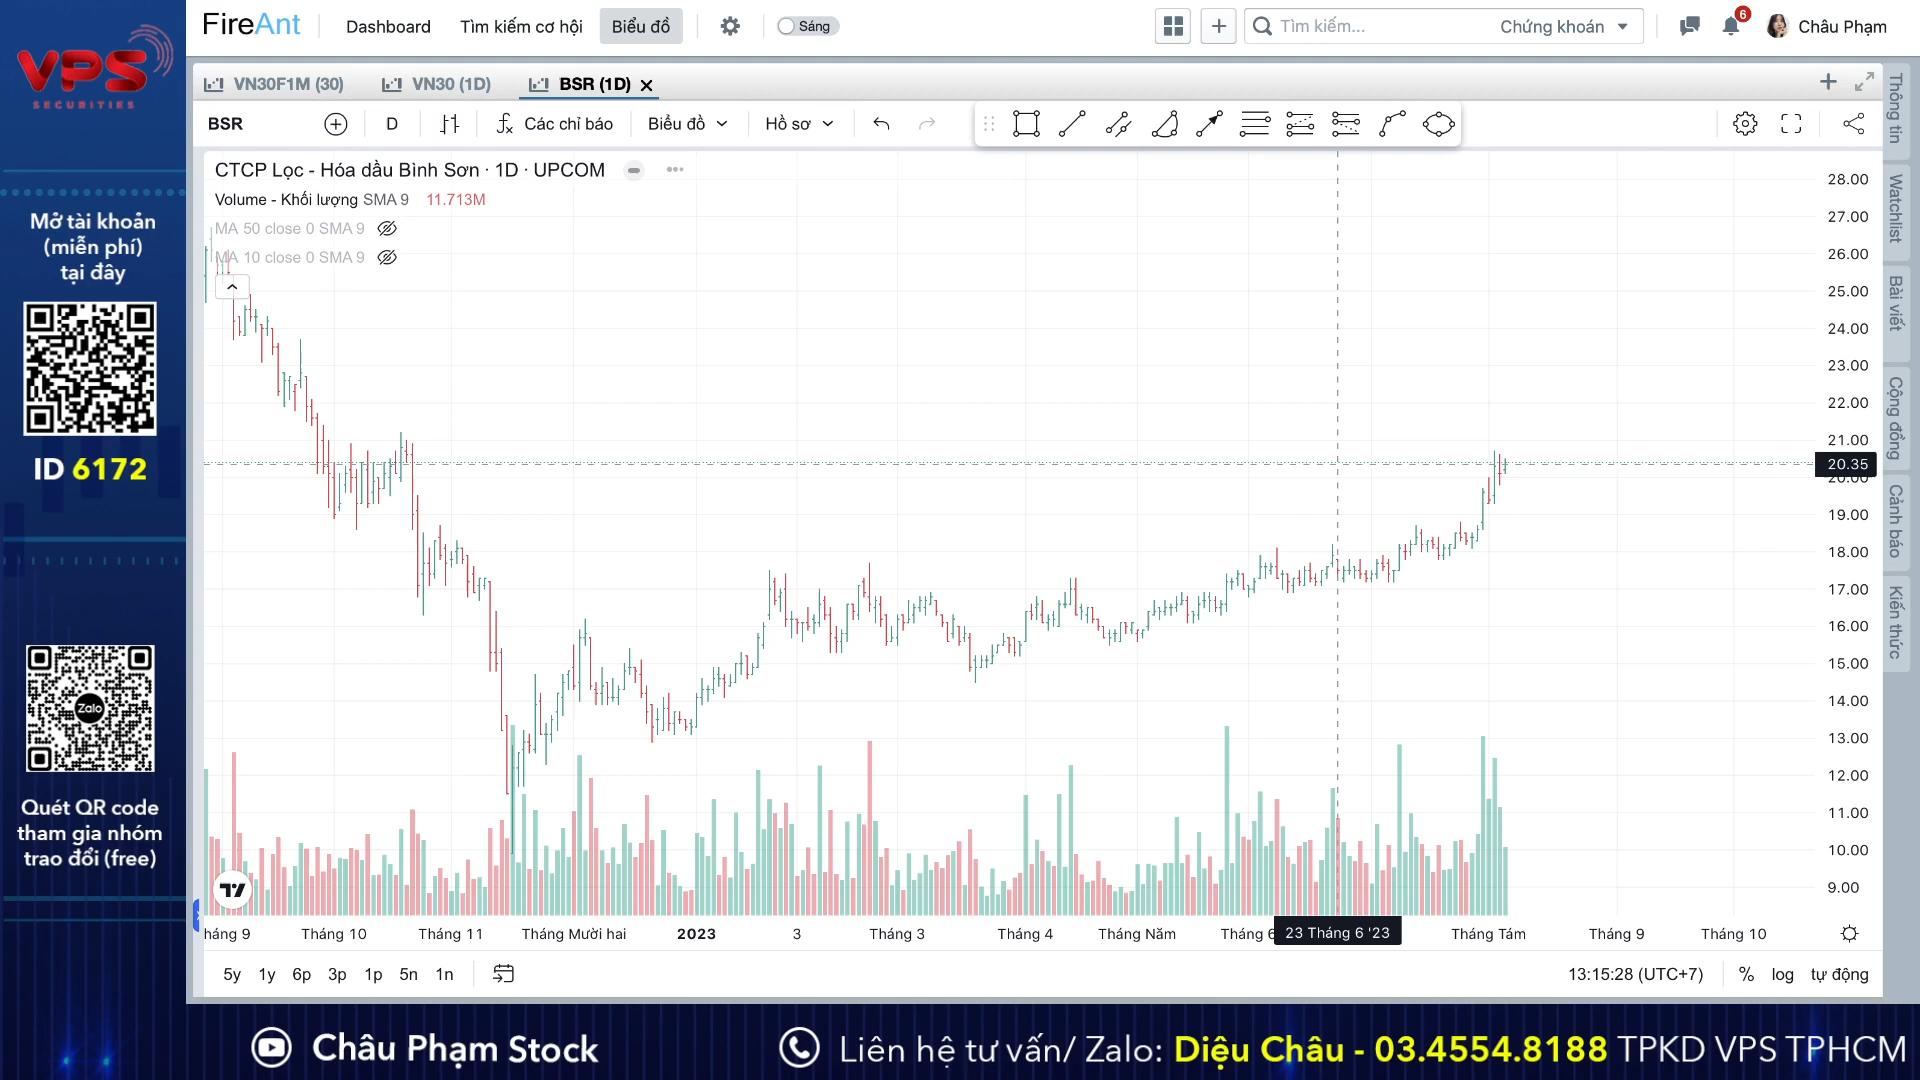 VPS
SECURITIES
Mở tài khoản
(miễn phí)
tại đây
ID 6172
Zalo
Quét QR code
tham gia nhóm
trao đổi (free)
FireAnt
Dashboard
Tìm kiếm cơ hội
Biểu đồ
Sáng
Tìm kiếm...
Chứng khoán
6
Châu Phạm
VN30F1M (30)
VN30 (1D)
BSR (1D)
BSR
D
Các chỉ báo
Biểu đồ
Hồ sơ
CTCP Lọc - Hóa dầu Bình Sơn · 1D · UPCOM
Volume - Khối lượng SMA 9 11.713M
MA 50 close 0 SMA 9
MA 10 close 0 SMA 9
28.00
27.00
26.00
25.00
24.00
23.00
22.00
21.00
20.35
20.00
19.00
18.00
17.00
16.00
15.00
14.00
13.00
12.00
11.00
10.00
9.00
háng 9
Tháng 10
Tháng 11
Tháng Mười hai
2023
3
Tháng 3
Tháng 4
Tháng Năm
Tháng 6
23 Tháng 6 '23
Tháng Tám
Tháng 9
Tháng 10
5y 1y 6p 3p 1p 5n 1n
13:15:28 (UTC+7)
% log tự động
Thông tin
Watchlist
Bài viết
Cộng đồng
Cảnh báo
Kiến thức
Châu Phạm Stock
Liên hệ tư vấn/ Zalo: Diệu Châu - 03.4554.8188 TPKD VPS TPHCM